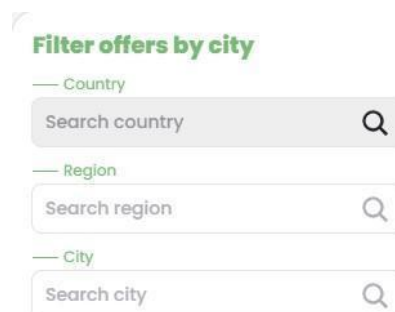 Filter offers by city
Country
Search country
Region
Search region
City
Search city